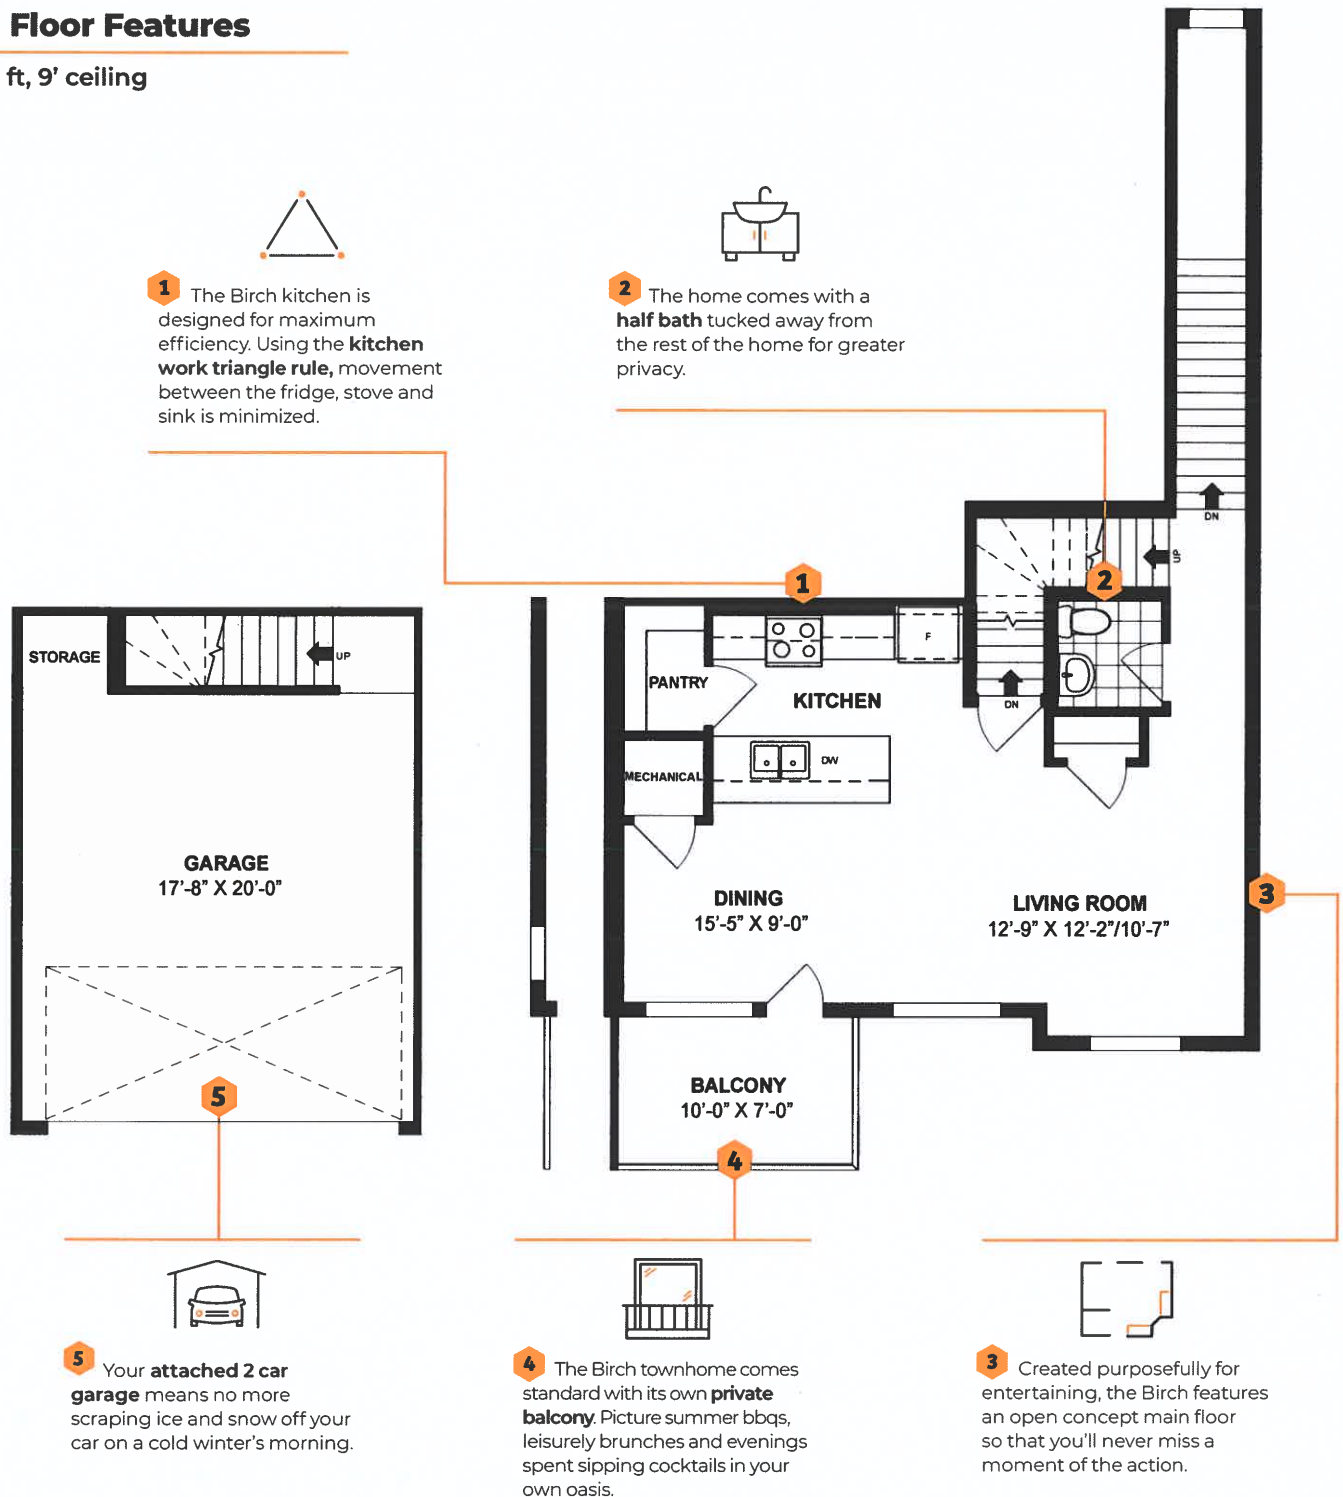 Floor Features
ft, 9' ceiling
1 The Birch kitchen is
designed for maximum
efficiency. Using the kitchen
work triangle rule, movement
between the fridge, stove and
sink is minimized.
2 The home comes with a
half bath tucked away from
the rest of the home for greater
privacy.
DN
UP
1
2
STORAGE
UP
F
PANTRY
KITCHEN
DN
MECHANICAL
DW
GARAGE
17'-8" X 20'-0"
DINING
15'-5" X 9'-0"
LIVING ROOM
12'-9" X 12'-2"/10'-7"
3
BALCONY
10'-0" X 7'-0"
5
4
5 Your attached 2 car
garage means no more
scraping ice and snow off your
car on a cold winter's morning.
4 The Birch townhome comes
standard with its own private
balcony. Picture summer bbqs,
leisurely brunches and evenings
spent sipping cocktails in your
own oasis.
3 Created purposefully for
entertaining, the Birch features
an open concept main floor
so that you'll never miss a
moment of the action.